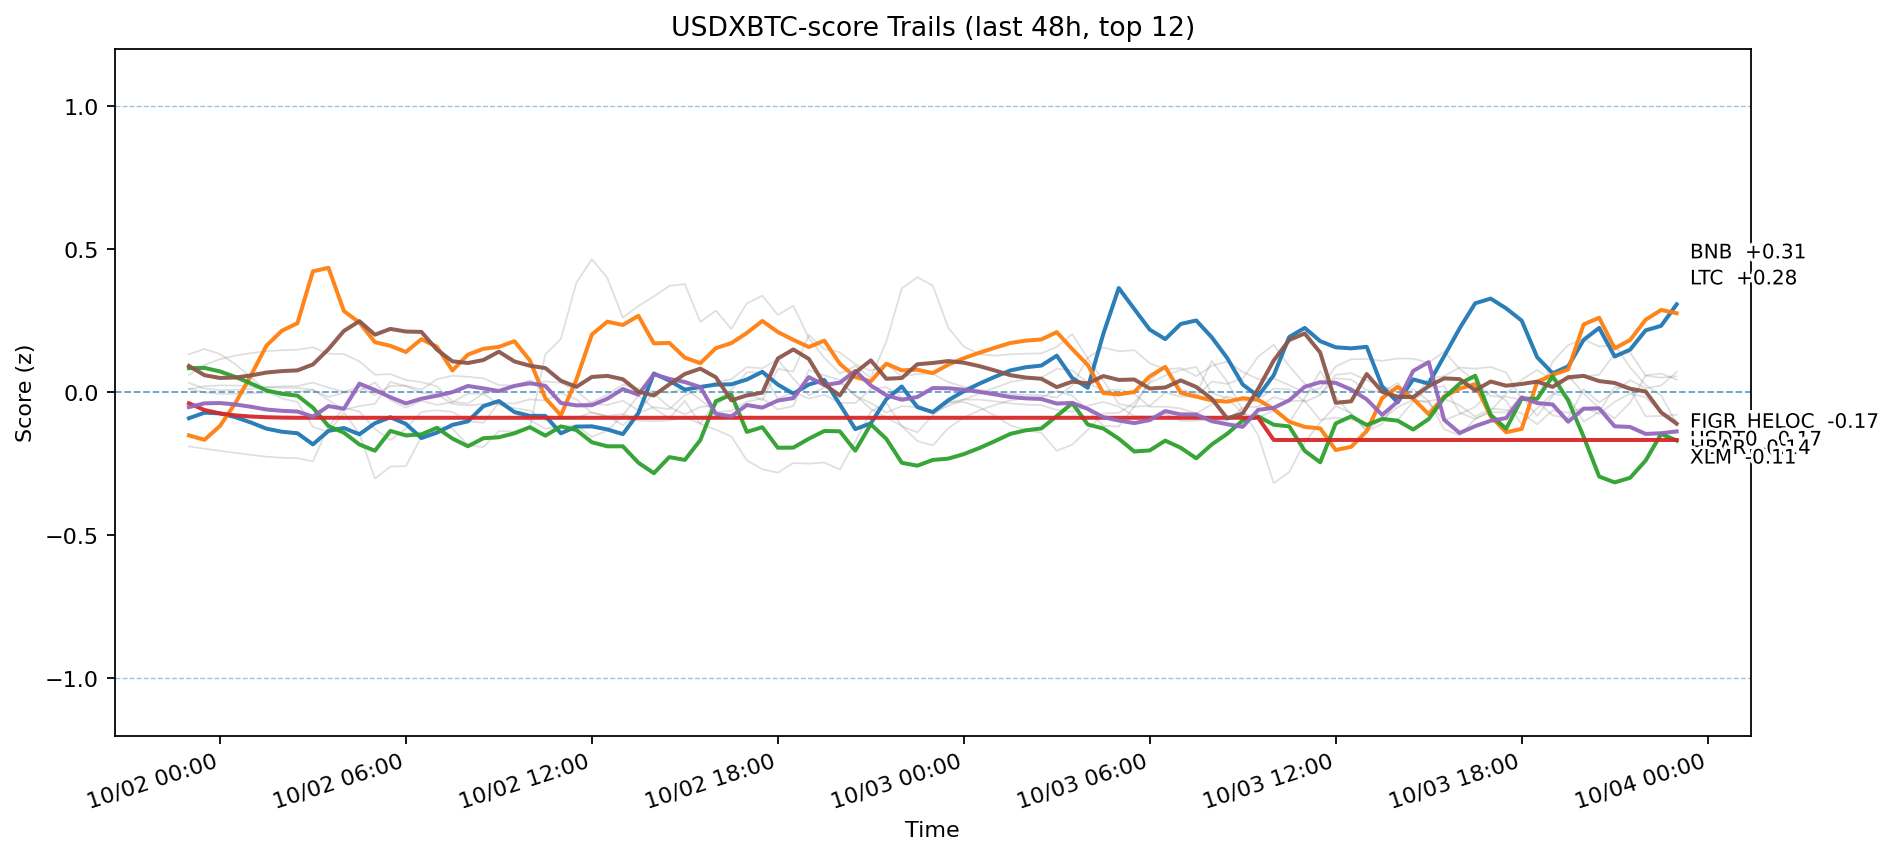 USDXBTC-score Trails (last 48h, top 12)
Score (z)
1.0
0.5
0.0
−0.5
−1.0
BNB +0.31
LTC +0.28
FIGR_HELOC -0.17
-0.17
XLM -0.11
10/02 00:00
10/02 06:00
10/02 12:00
10/02 18:00
10/03 00:00
10/03 06:00
10/03 12:00
10/03 18:00
10/04 00:00
Time